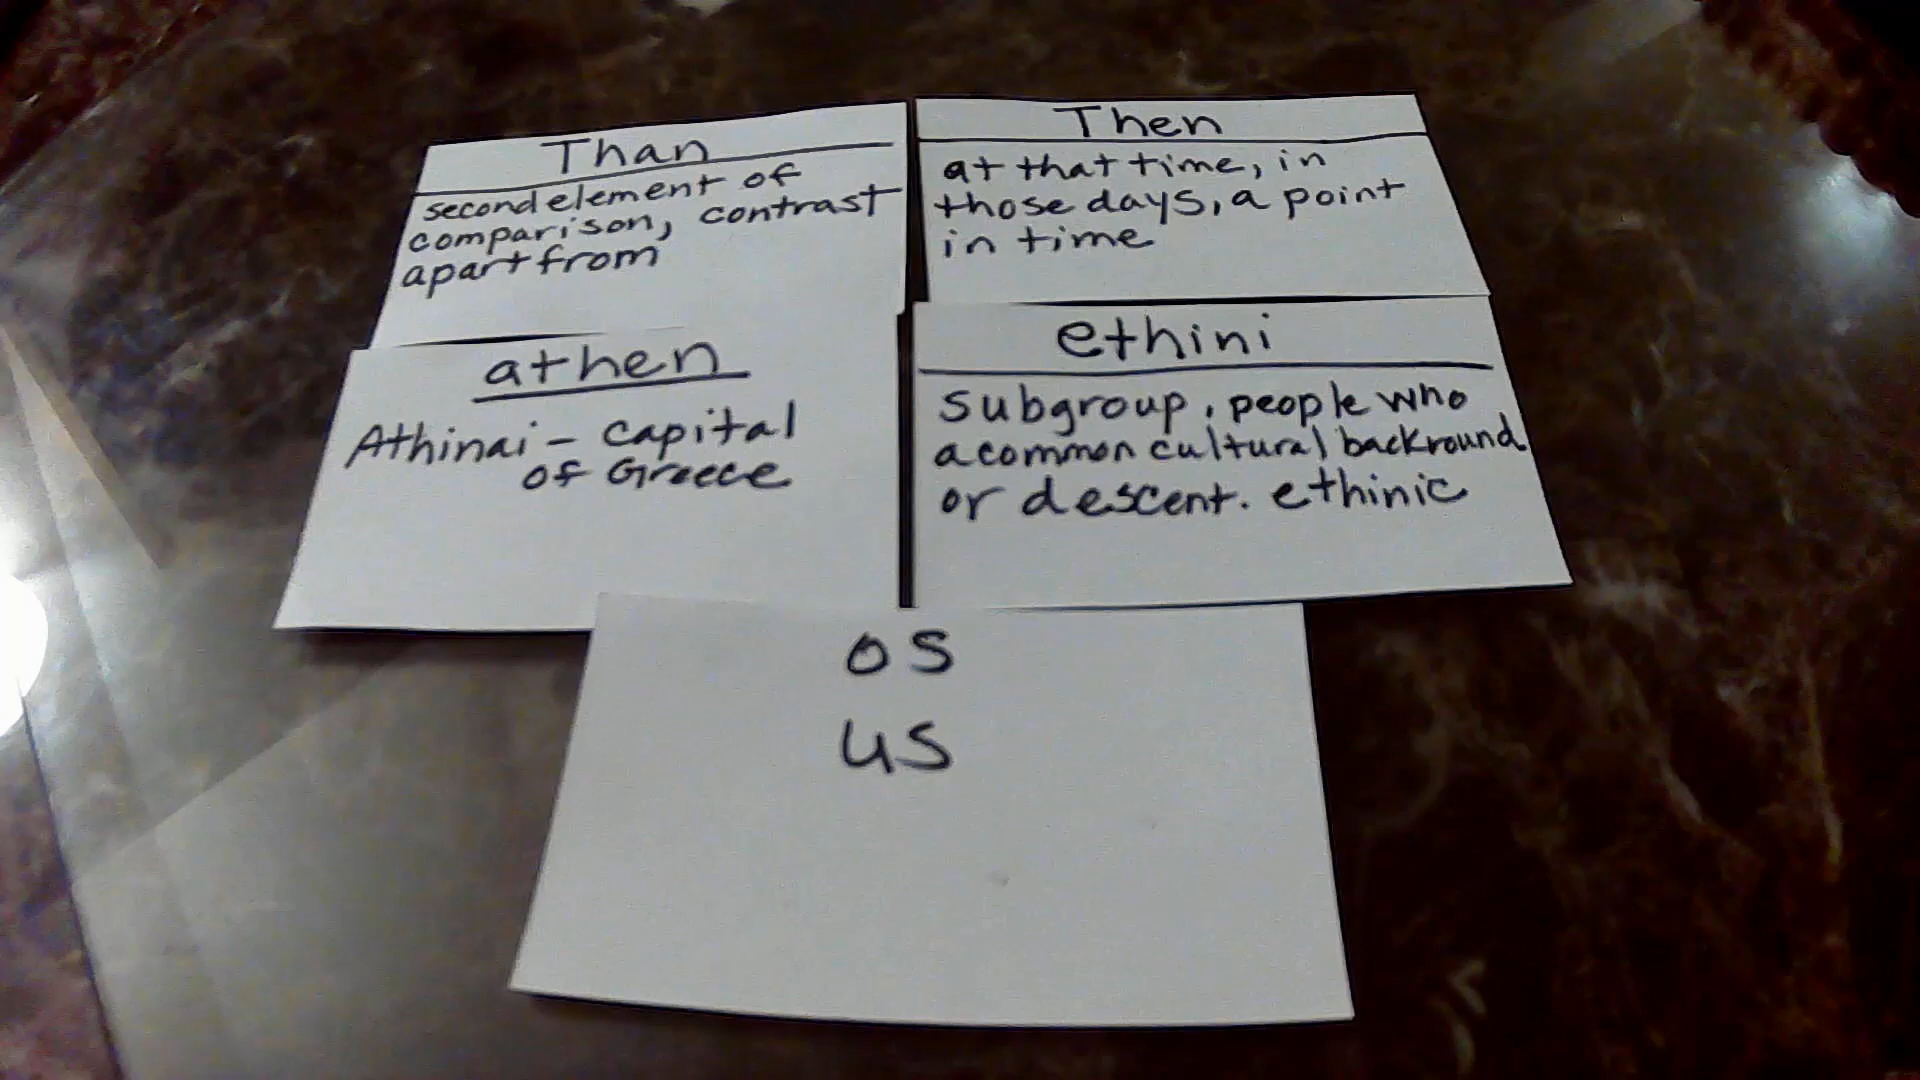 Than
second element of
comparison, contrast
apart from
Then
at that time, in
those days, a point
in time
athen
Athinai - capital
of Greece
ethini
subgroup, people who
a common cultural backround
or descent. ethinic
os
us